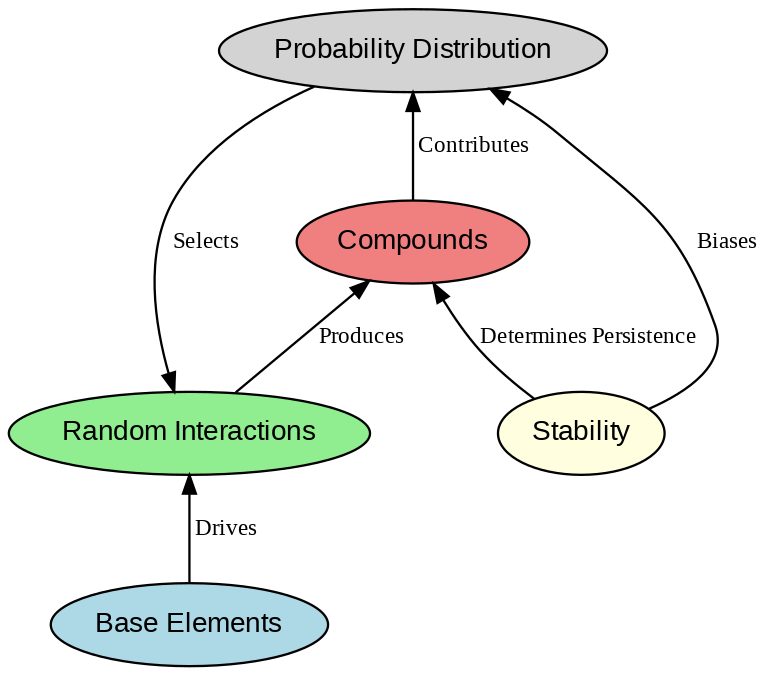 Probability Distribution
Contributes
Selects
Compounds
Biases
Produces
Determines Persistence
Random Interactions
Stability
Drives
Base Elements